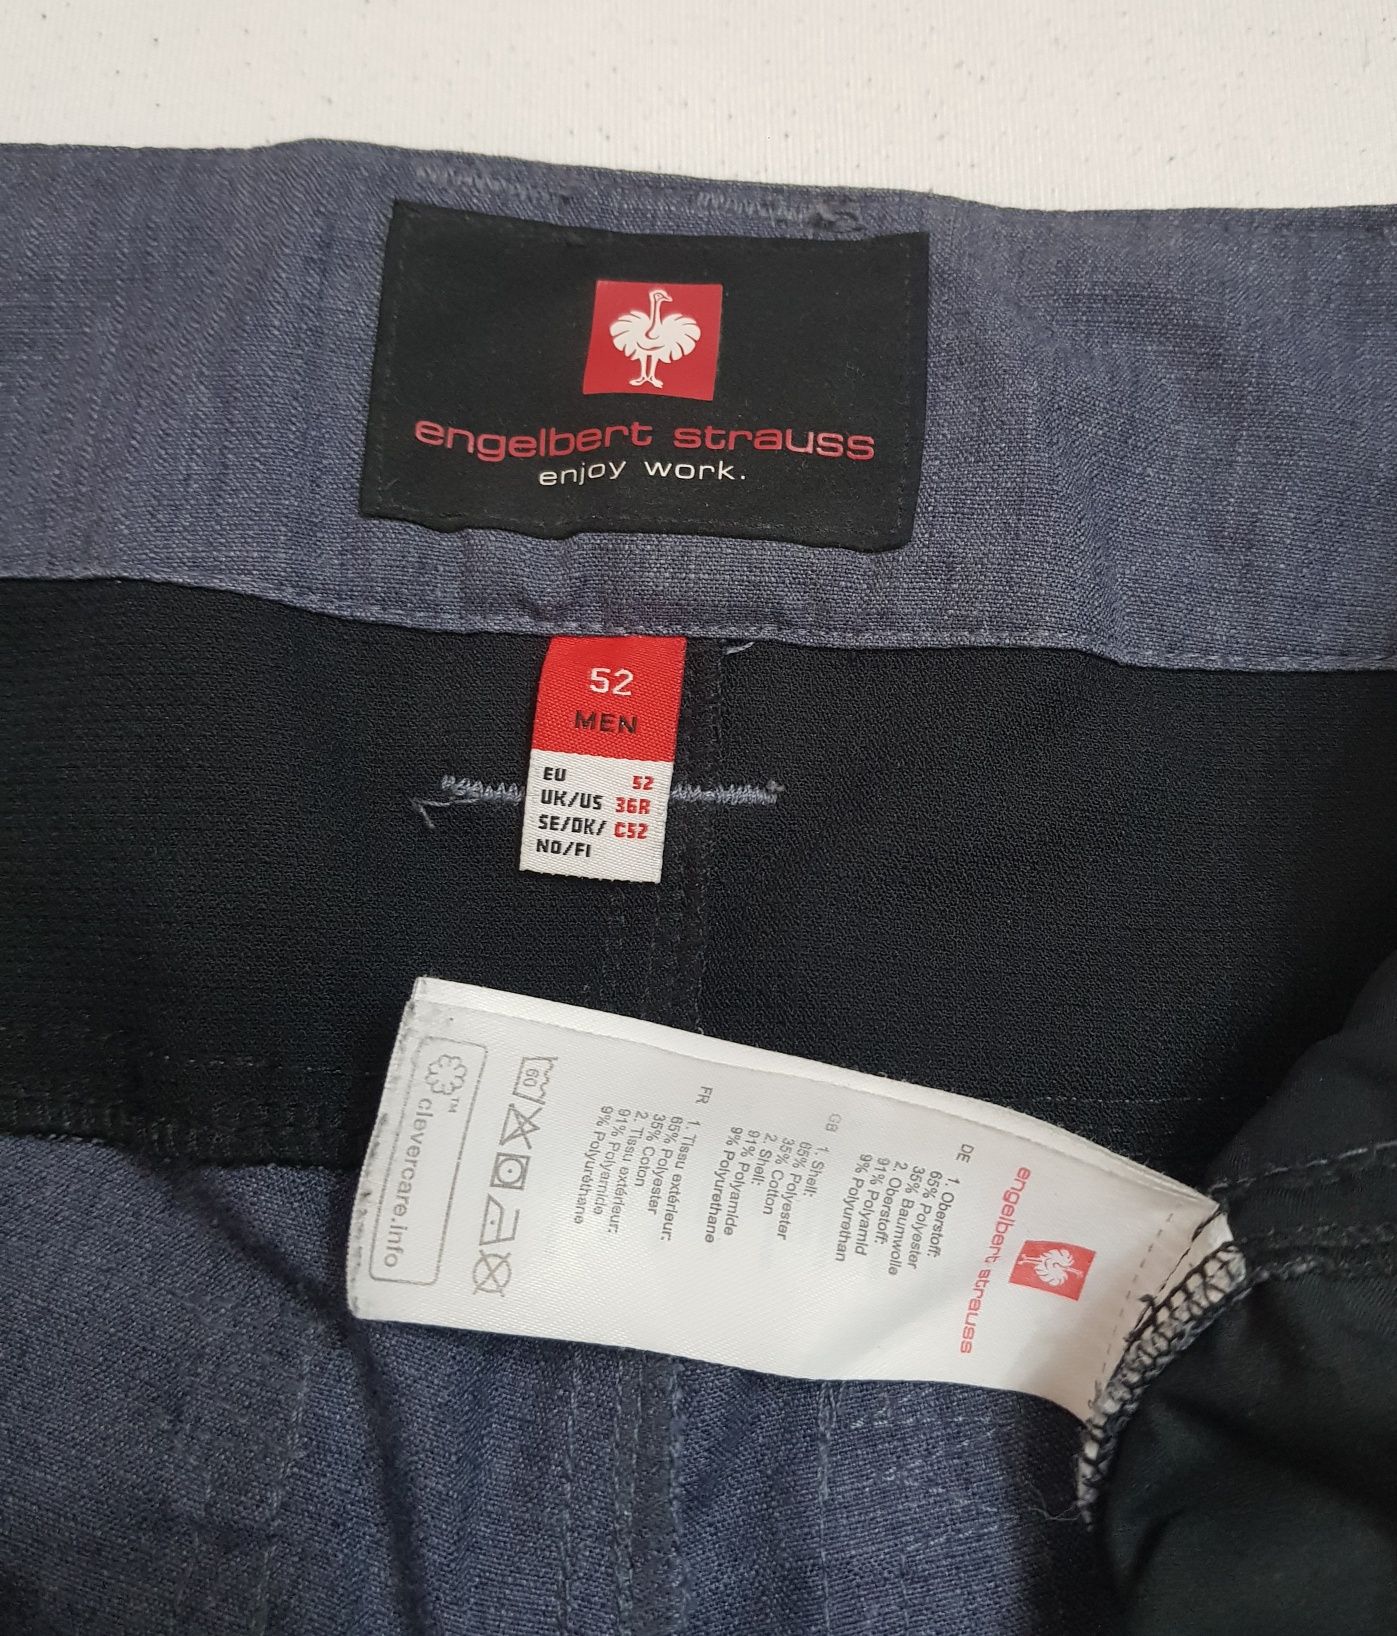 engelbert strauss
enjoy work.
52
MEN
EU 52
UK/US 36R
SE/DK/ C52
NO/FI
engelbert strauss
DE
1. Oberstoff:
65% Polyester
35% Baumwolle
2. Oberstoff:
91% Polyamid
9% Polyurethan
GB
1. Shell:
65% Polyester
35% Cotton
2. Shell:
91% Polyamide
9% Polyurethane
FR
1. Tissu extérieur:
65% Polyester
35% Coton
2. Tissu extérieur:
91% Polyamide
9% Polyuréthane
60
clevercare.info™